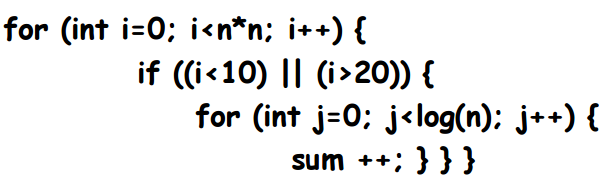 for (int i=0; i<n*n; i++) {
if ((i<10) || (i>20)) {
for (int j=0; j<log(n); j++) {
sum ++; } } }